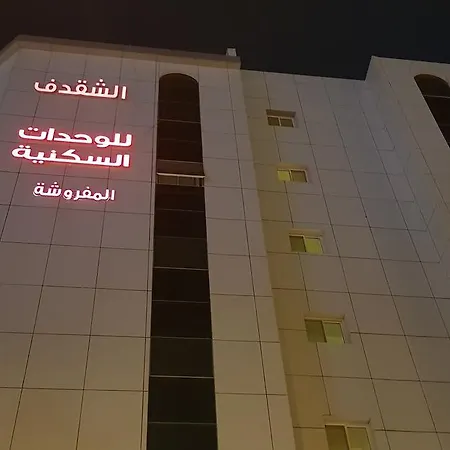 الشقدف
للوحدات
السكنية
المفروشة